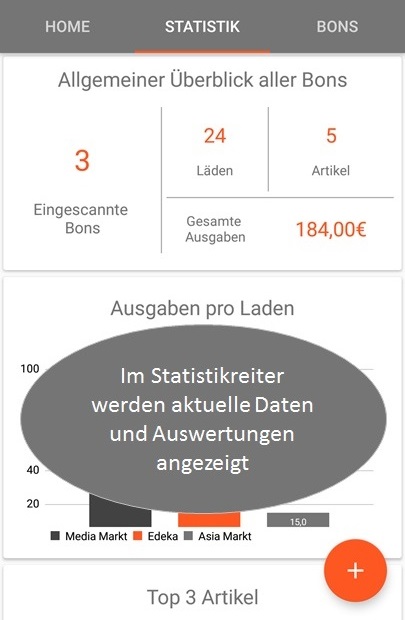 HOME STATISTIK BONS
Allgemeiner Überblick aller Bons
3
Eingescannte
Bons
24
Läden
5
Artikel
Gesamte
Ausgaben
184,00€
Ausgaben pro Laden
100
Im Statistikreiter
werden aktuelle Daten
und Auswertungen
angezeigt
40
20
15,0
Media Markt Edeka Asia Markt
+
Top 3 Artikel